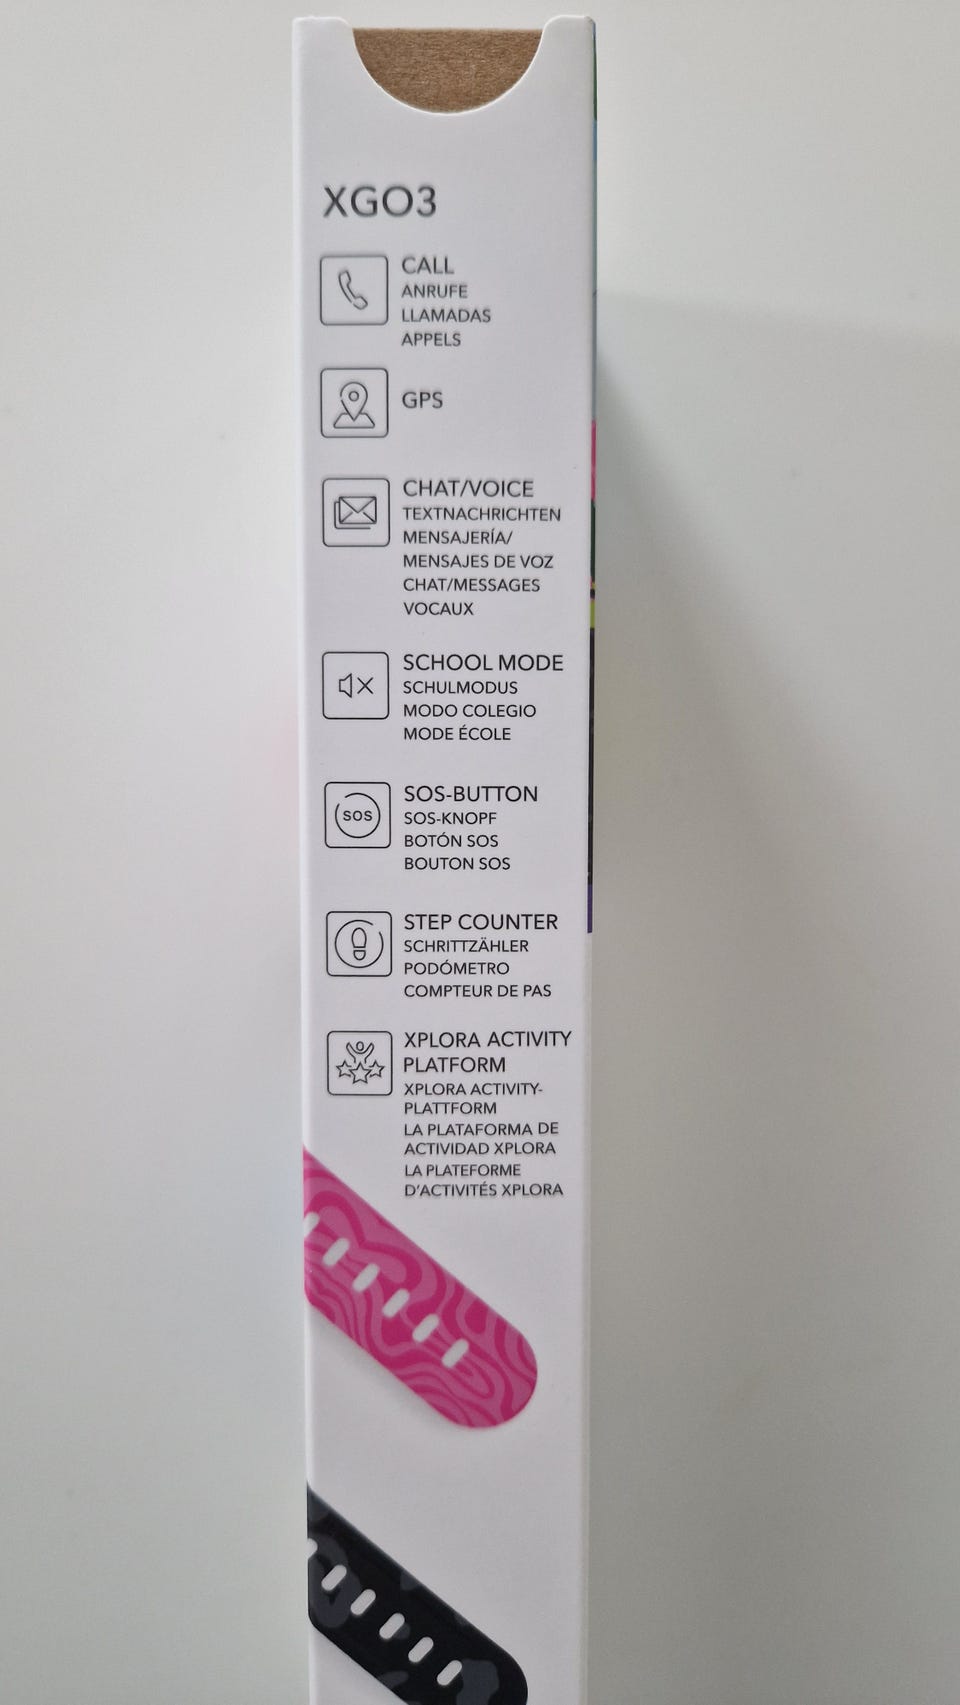 XGO3
CALL
ANRUFE
LLAMADAS
APPELS
GPS
CHAT/VOICE
TEXTNACHRICHTEN
MENSAJERÍA/
MENSAJES DE VOZ
CHAT/MESSAGES
VOCAUX
SCHOOL MODE
SCHULMODUS
MODO COLEGIO
MODE ÉCOLE
SOS
SOS-BUTTON
SOS-KNOPF
BOTÓN SOS
BOUTON SOS
STEP COUNTER
SCHRITTZÄHLER
PODÓMETRO
COMPTEUR DE PAS
XPLORA ACTIVITY
PLATFORM
XPLORA ACTIVITY-
PLATTFORM
LA PLATAFORMA DE
ACTIVIDAD XPLORA
LA PLATEFORME
D'ACTIVITÉS XPLORA